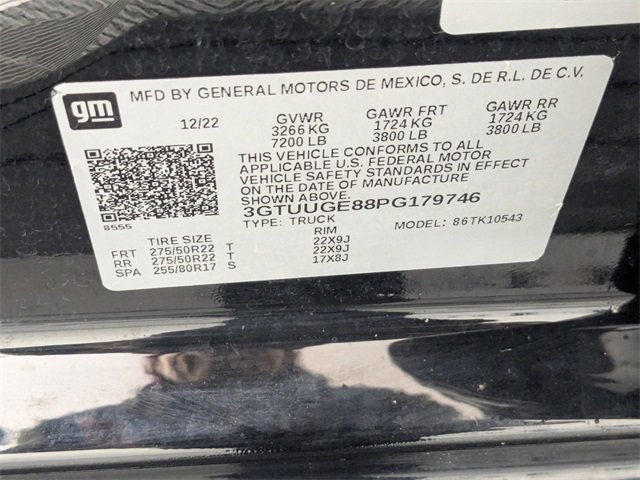 gm
MFD BY GENERAL MOTORS DE MEXICO, S. DE R.L. DE C.V.
12/22 GVWR GAWR FRT GAWR RR
3266 KG 1724 KG 1724 KG
7200 LB 3800 LB 3800 LB
THIS VEHICLE CONFORMS TO ALL
APPLICABLE U.S. FEDERAL MOTOR
VEHICLE SAFETY STANDARDS IN EFFECT
ON THE DATE OF MANUFACTURE
SHOWN ABOVE.
3GTUUGE88PG179746
8555
TYPE: TRUCK MODEL: 86TK10543
TIRE SIZE RIM
FRT 275/50R22 T 22X9J
RR 275/50R22 T 22X9J
SPA 255/80R17 S 17X8J